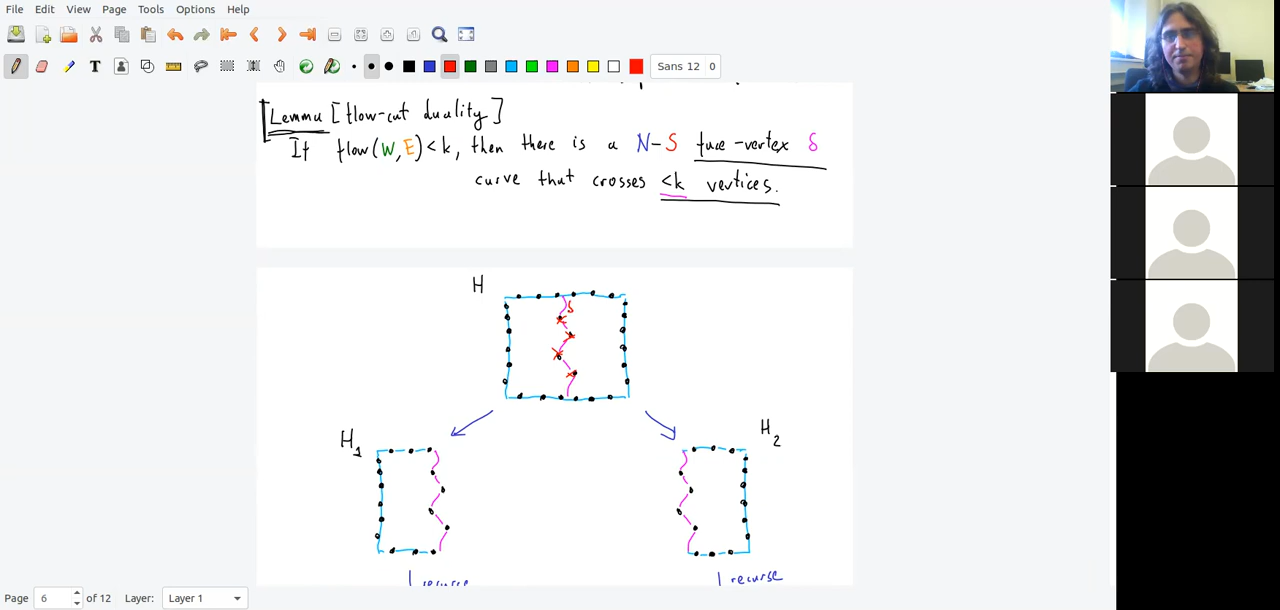 File Edit View Page Tools Options Help
Sans 12 0
Lemma [flow-cut duality]
If flow(W,E)<k, then there is a N-S face-vertex δ
curve that crosses <k vertices.
H
δ
H1
H2
recurse
recurse
Page 6 of 12 Layer: Layer 1